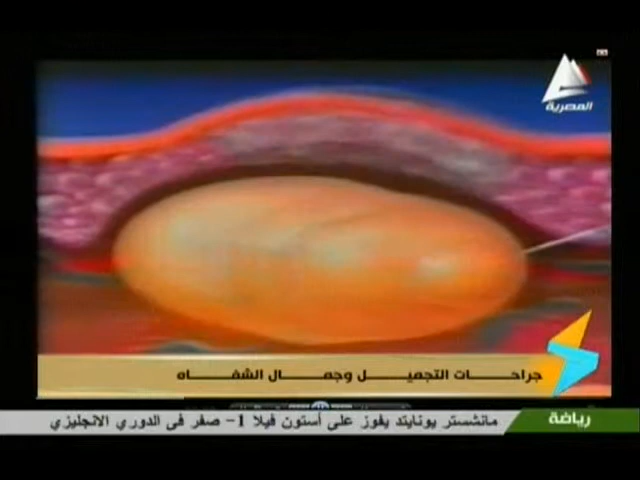 المصرية
جراحات التجميل وجمال الشفاه
رياضة
مانشستر يونايتد يفوز على أستون فيلا 1- صفر فى الدوري الانجليزي